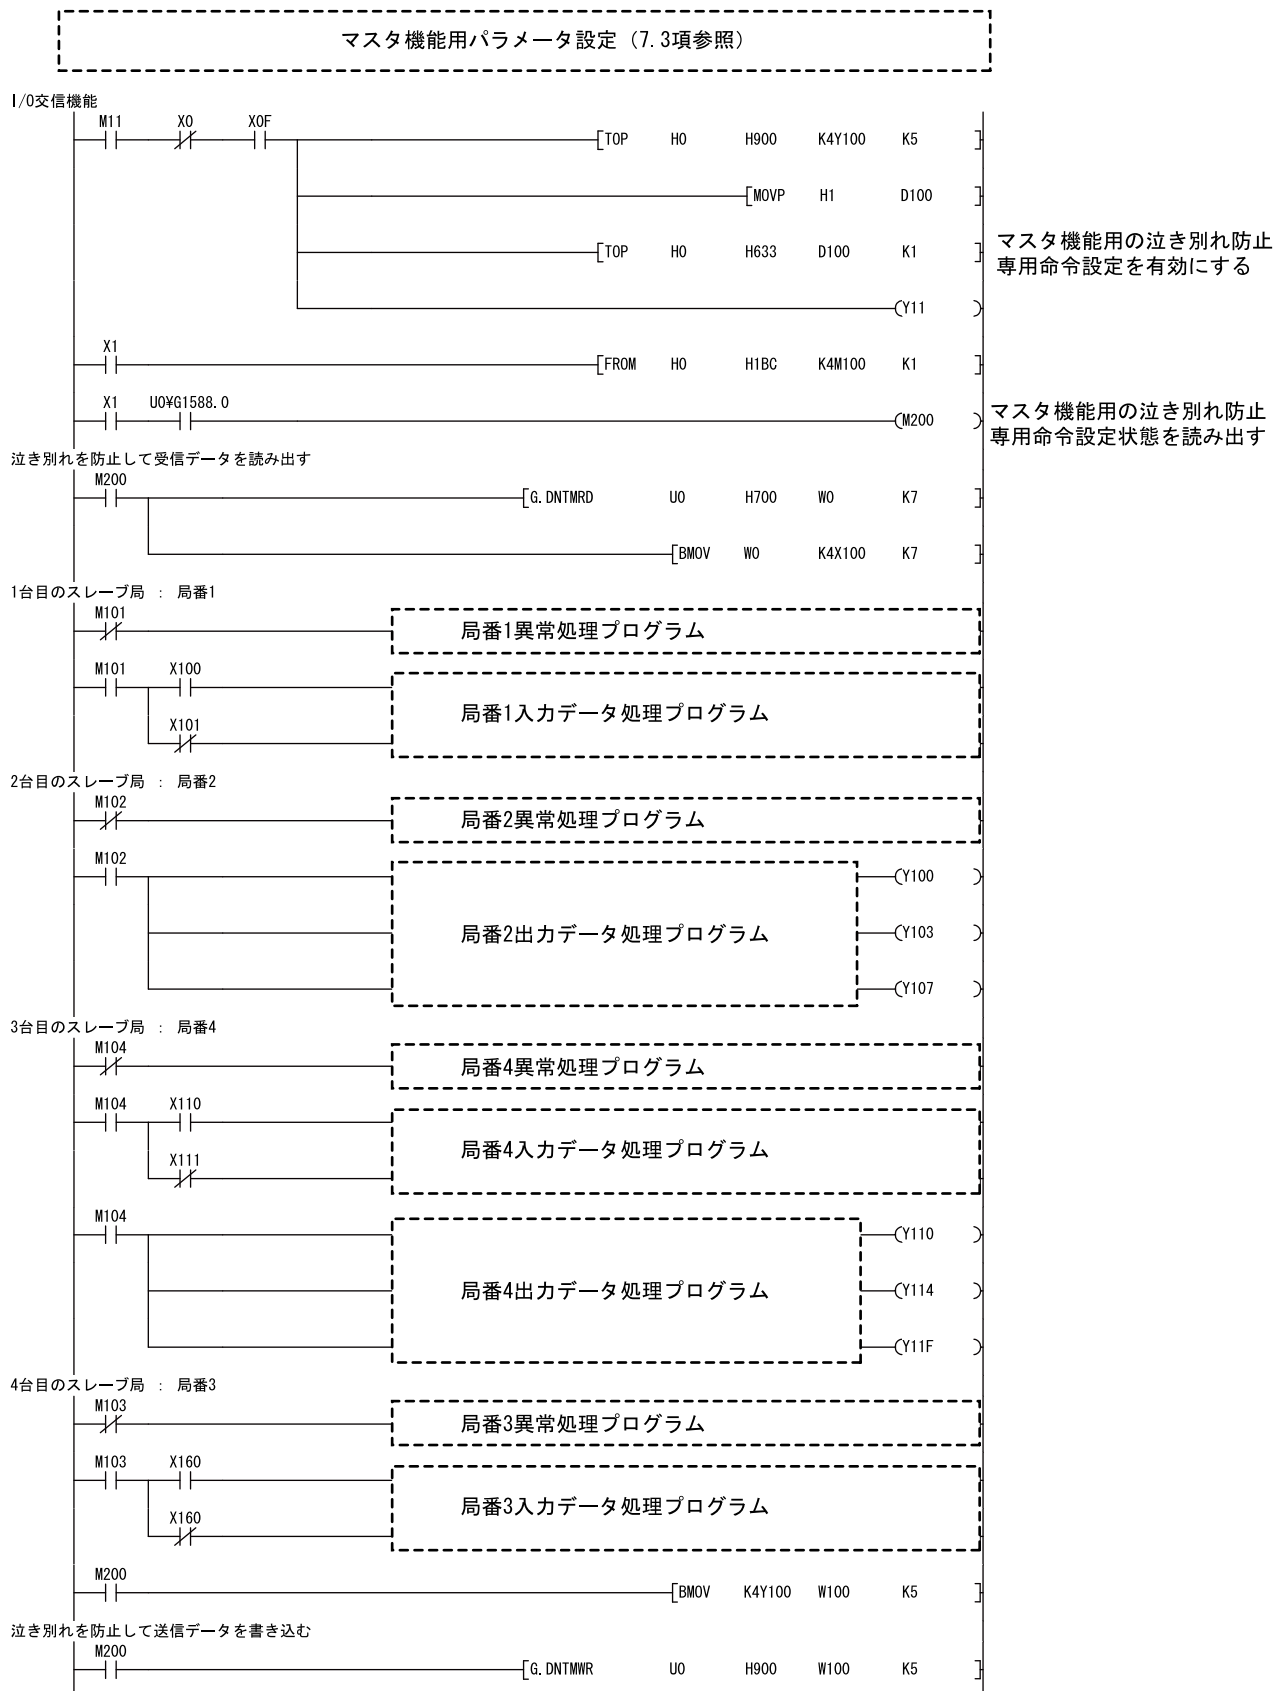 マスタ機能用パラメータ設定（7.3項参照）
I/O交信機能
M11 X0 X0F
TOP H0 H900 K4Y100 K5
MOVP H1 D100
TOP H0 H633 D100 K1
マスタ機能用の泣き別れ防止
専用命令設定を有効にする
Y11
X1
FROM H0 H1BC K4M100 K1
X1 U0¥G1588.0
M200
マスタ機能用の泣き別れ防止
専用命令設定状態を読み出す
泣き別れを防止して受信データを読み出す
M200
G.DNTMRD U0 H700 W0 K7
BMOV W0 K4X100 K7
1台目のスレーブ局 ： 局番1
M101
局番1異常処理プログラム
M101 X100
X101
局番1入力データ処理プログラム
2台目のスレーブ局 ： 局番2
M102
局番2異常処理プログラム
M102
Y100
局番2出力データ処理プログラム
Y103
Y107
3台目のスレーブ局 ： 局番4
M104
局番4異常処理プログラム
M104 X110
局番4入力データ処理プログラム
X111
M104
Y110
局番4出力データ処理プログラム
Y114
Y11F
4台目のスレーブ局 ： 局番3
M103
局番3異常処理プログラム
M103 X160
局番3入力データ処理プログラム
X160
M200
BMOV K4Y100 W100 K5
泣き別れを防止して送信データを書き込む
M200
G.DNTMWR U0 H900 W100 K5